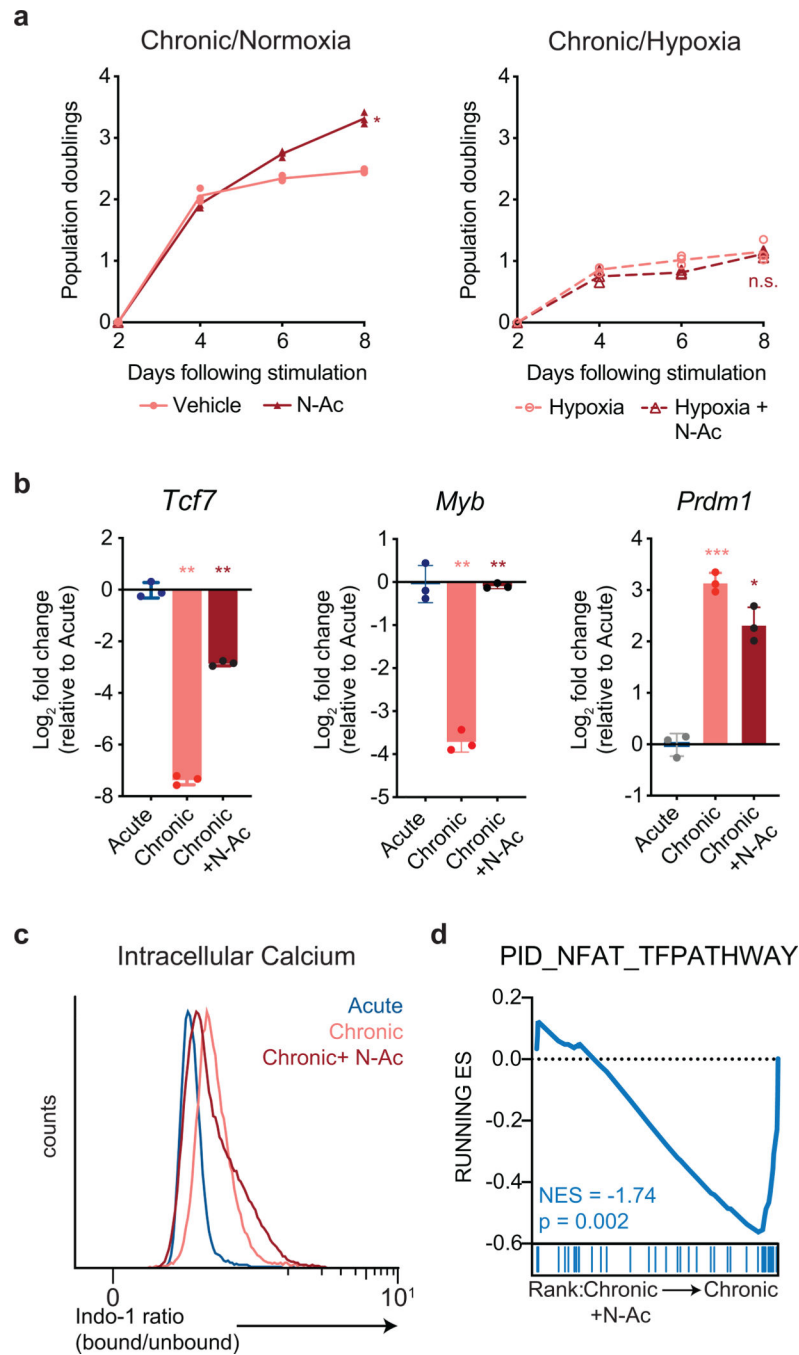 a
Chronic/Normoxia
Population doublings
4
3
2
1
0
2
4
6
8
*
Days following stimulation
Vehicle
N-Ac
Chronic/Hypoxia
Population doublings
4
3
2
1
0
2
4
6
8
n.s.
Days following stimulation
Hypoxia
Hypoxia +
N-Ac
b
Tcf7
Log2 fold change
(relative to Acute)
2
0
-2
-4
-6
-8
**
**
Acute
Chronic
Chronic
+N-Ac
Myb
Log2 fold change
(relative to Acute)
1
0
-1
-2
-3
-4
-5
**
**
Acute
Chronic
Chronic
+N-Ac
Prdm1
Log2 fold change
(relative to Acute)
4
3
2
1
0
-1
***
*
Acute
Chronic
Chronic
+N-Ac
c
Intracellular Calcium
Acute
Chronic
Chronic+ N-Ac
counts
0
10¹
Indo-1 ratio
(bound/unbound)
d
PID_NFAT_TFPATHWAY
RUNNING ES
0.2
0.0
-0.2
-0.4
-0.6
NES = -1.74
p = 0.002
Rank:Chronic → Chronic
+N-Ac